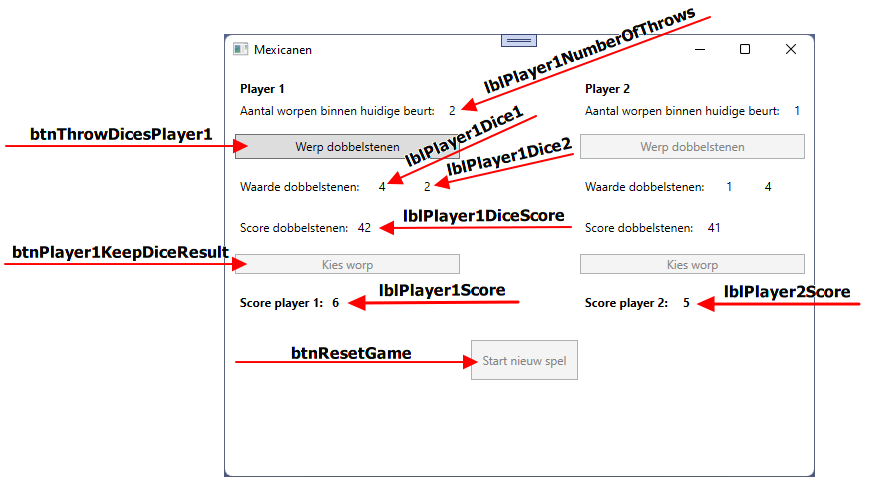 Mexicanen
lblPlayer1NumberOfThrows
Player 1
Player 2
Aantal worpen binnen huidige beurt: 2
Aantal worpen binnen huidige beurt: 1
btnThrowDicesPlayer1
lblPlayer1Dice1
Werp dobbelstenen
Werp dobbelstenen
lblPlayer1Dice2
Waarde dobbelstenen: 4 2
Waarde dobbelstenen: 1 4
lblPlayer1DiceScore
Score dobbelstenen: 42
Score dobbelstenen: 41
btnPlayer1KeepDiceResult
Kies worp
Kies worp
lblPlayer1Score
lblPlayer2Score
Score player 1: 6
Score player 2: 5
btnResetGame
Start nieuw spel